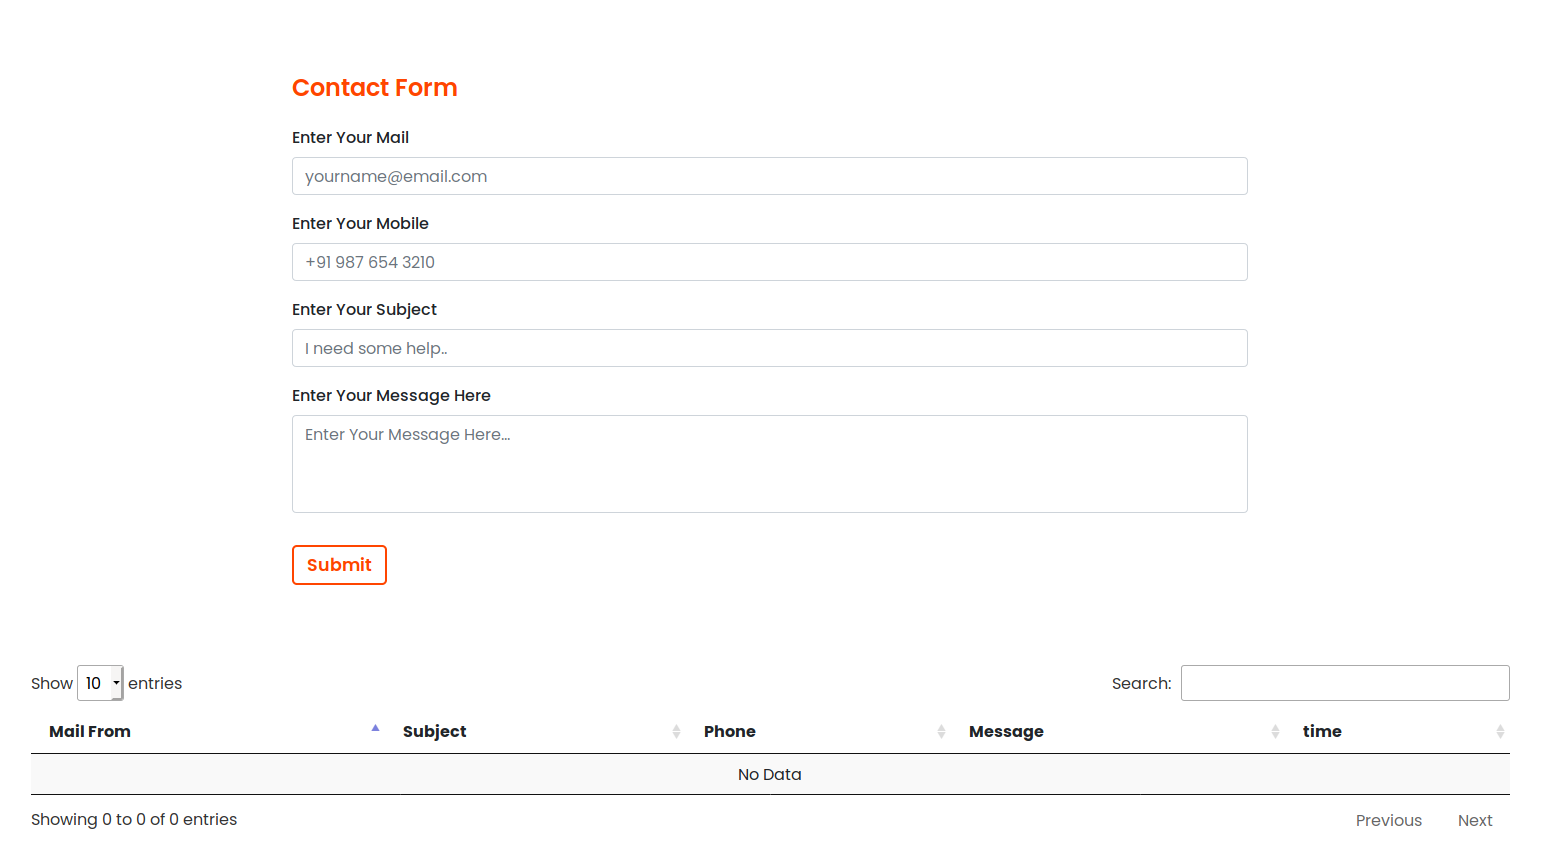 Contact Form
Enter Your Mail
yourname@email.com
Enter Your Mobile
+91 987 654 3210
Enter Your Subject
I need some help..
Enter Your Message Here
Enter Your Message Here...
Submit
Show 10 entries Search:
Mail From Subject Phone Message time
No Data
Showing 0 to 0 of 0 entries Previous Next